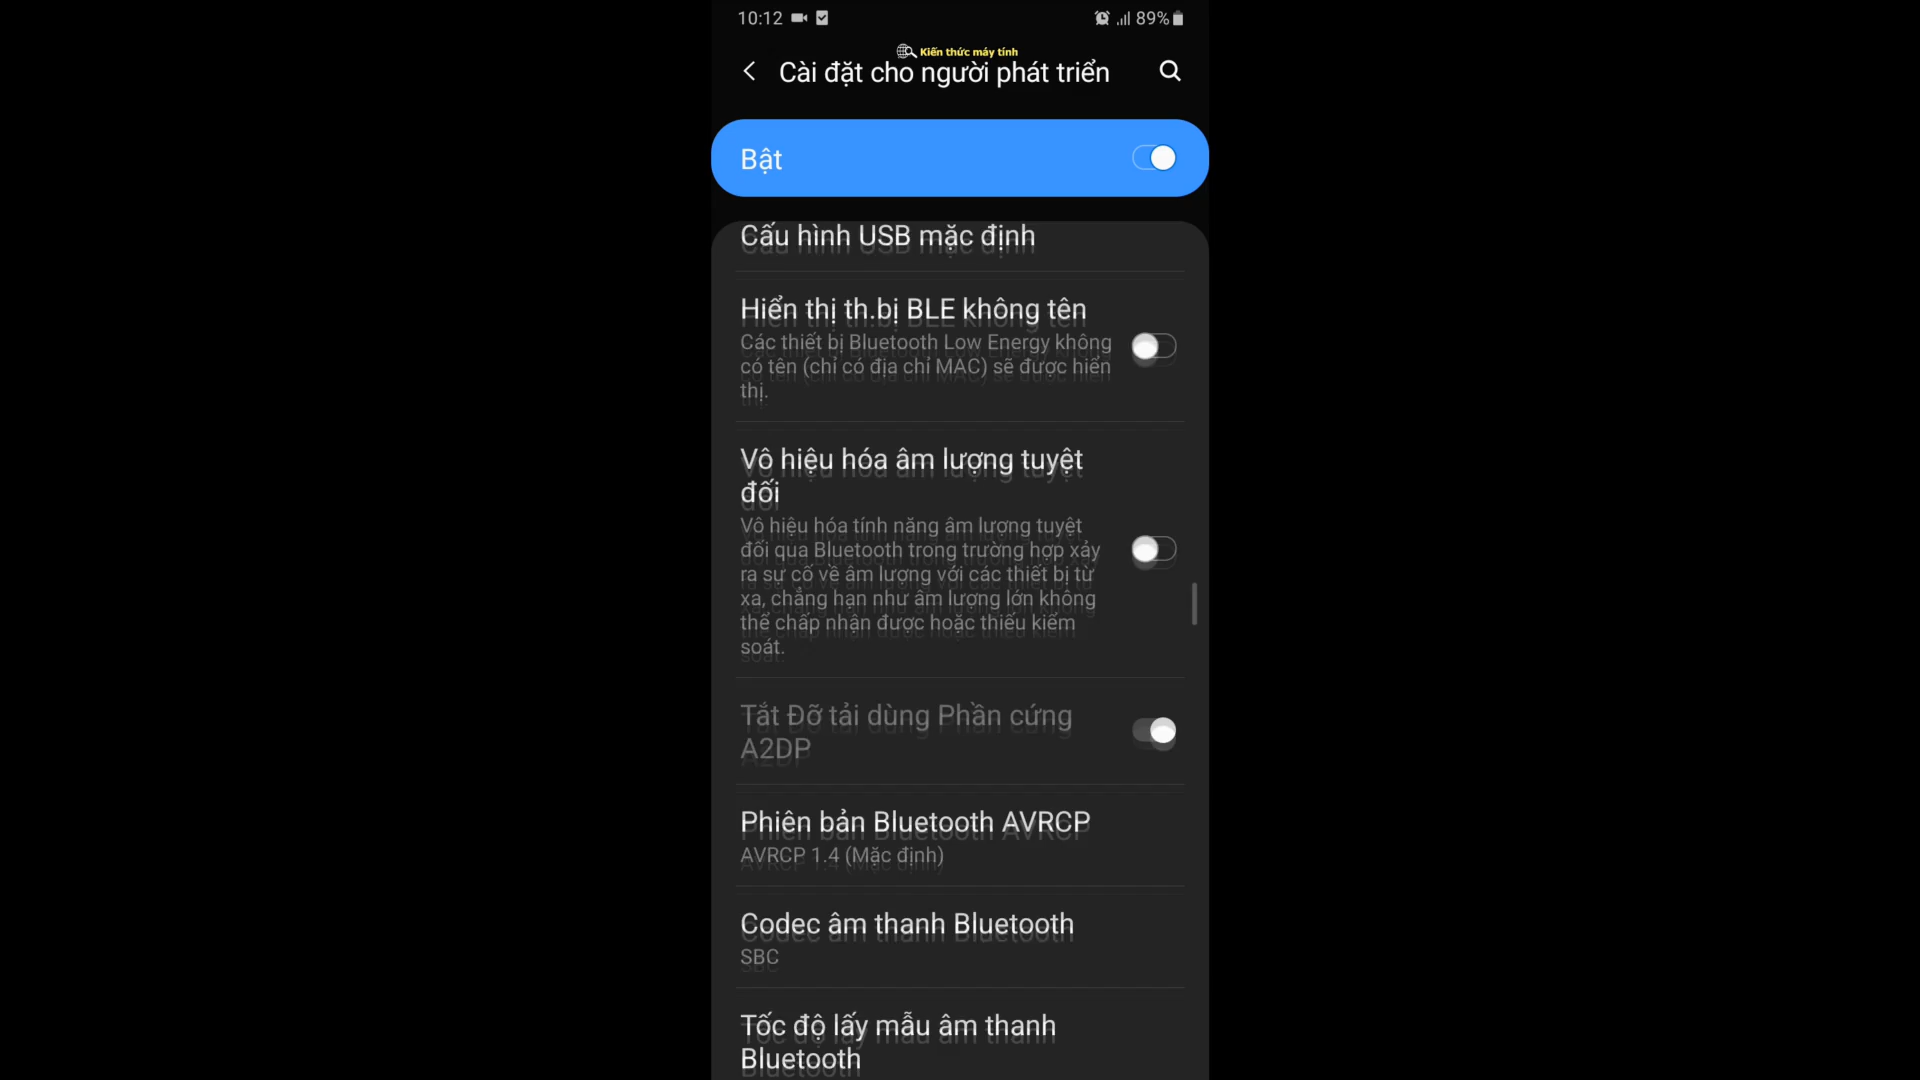 10:12
89%
Kiến thức máy tính
Cài đặt cho người phát triển
Bật
Cấu hình USB mặc định
Hiển thị th.bị BLE không tên
Các thiết bị Bluetooth Low Energy không
có tên (chỉ có địa chỉ MAC) sẽ được hiển
thị.
Vô hiệu hóa âm lượng tuyệt
đối
Vô hiệu hóa tính năng âm lượng tuyệt
đối qua Bluetooth trong trường hợp xảy
ra sự cố về âm lượng với các thiết bị từ
xa, chẳng hạn như âm lượng lớn không
thể chấp nhận được hoặc thiếu kiểm
soát.
Tắt Đỡ tải dùng Phần cứng
A2DP
Phiên bản Bluetooth AVRCP
AVRCP 1.4 (Mặc định)
Codec âm thanh Bluetooth
SBC
Tốc độ lấy mẫu âm thanh
Bluetooth